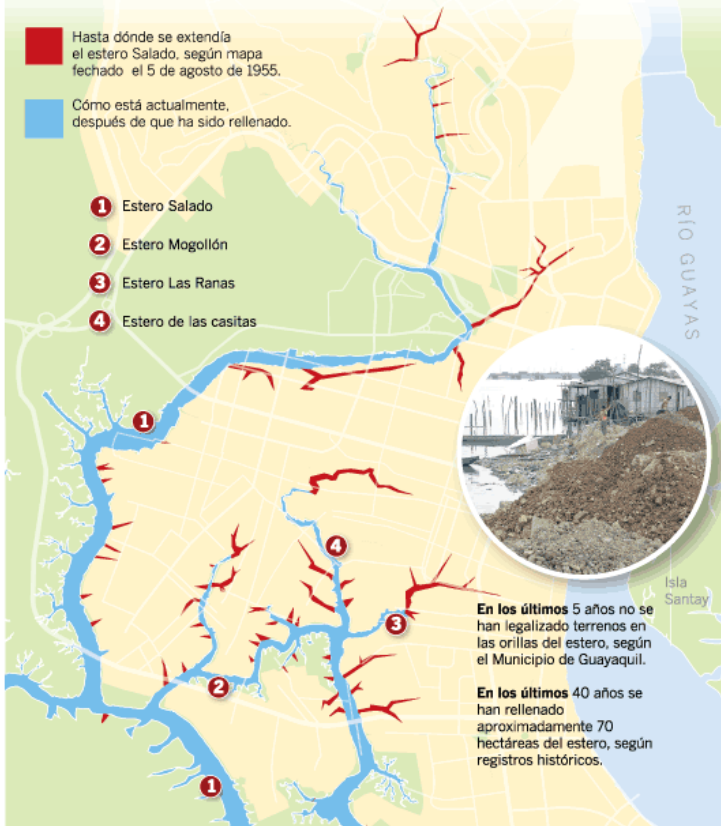 Hasta dónde se extendía
el estero Salado, según mapa
fechado el 5 de agosto de 1955.
Cómo está actualmente,
después de que ha sido rellenado.
1 Estero Salado
2 Estero Mogollón
3 Estero Las Ranas
4 Estero de las casitas
RÍO GUAYAS
1
4
3
2
1
Isla
Santay
En los últimos 5 años no se
han legalizado terrenos en
las orillas del estero, según
el Municipio de Guayaquil.
En los últimos 40 años se
han rellenado
aproximadamente 70
hectáreas del estero, según
registros históricos.